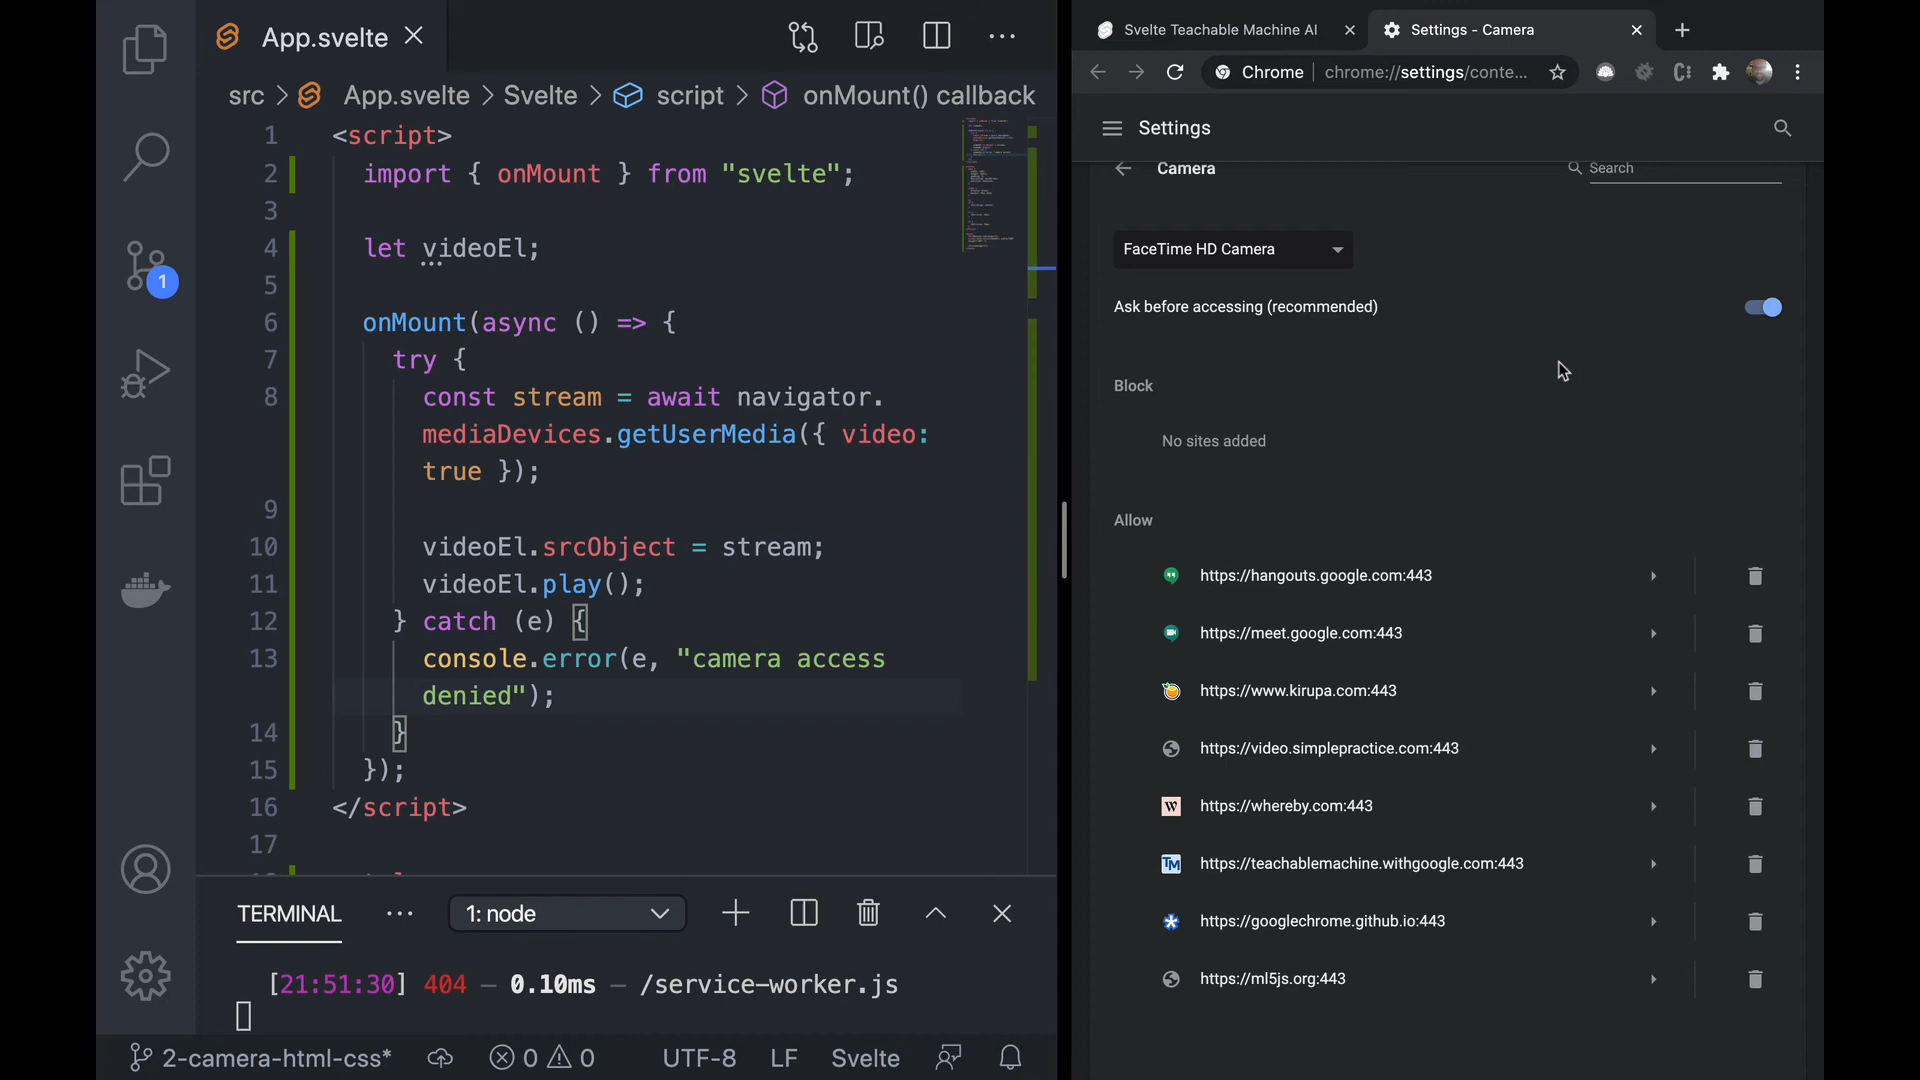 App.svelte
src > App.svelte > Svelte > script > onMount() callback
1 <script>
2 import { onMount } from "svelte";
3
4 let videoEl;
5
6 onMount(async () => {
7 try {
8 const stream = await navigator.
mediaDevices.getUserMedia({ video:
true });
9
10 videoEl.srcObject = stream;
11 videoEl.play();
12 } catch (e) {
13 console.error(e, "camera access
denied");
14 }
15 });
16 </script>
17
1
TERMINAL
1: node
[21:51:30] 404 — 0.10ms — /service-worker.js
2-camera-html-css*
0
0
UTF-8
LF
Svelte
Svelte Teachable Machine AI
Settings - Camera
Chrome
chrome://settings/conte...
Settings
Camera
Search
FaceTime HD Camera
Ask before accessing (recommended)
Block
No sites added
Allow
https://hangouts.google.com:443
https://meet.google.com:443
https://www.kirupa.com:443
https://video.simplepractice.com:443
W
https://whereby.com:443
TM
https://teachablemachine.withgoogle.com:443
https://googlechrome.github.io:443
https://ml5js.org:443